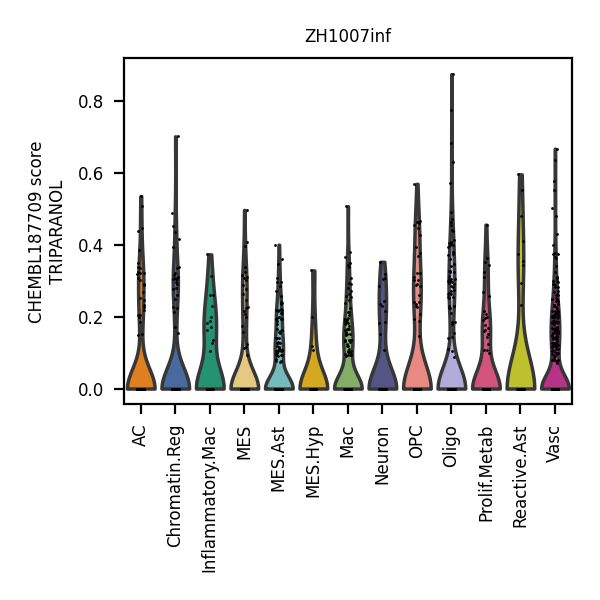 ZH1007inf
CHEMBL187709 score
TRIPARANOL
0.8
0.6
0.4
0.2
0.0
AC
Chromatin.Reg
Inflammatory.Mac
MES
MES.Ast
MES.Hyp
Mac
Neuron
OPC
Oligo
Prolif.Metab
Reactive.Ast
Vasc